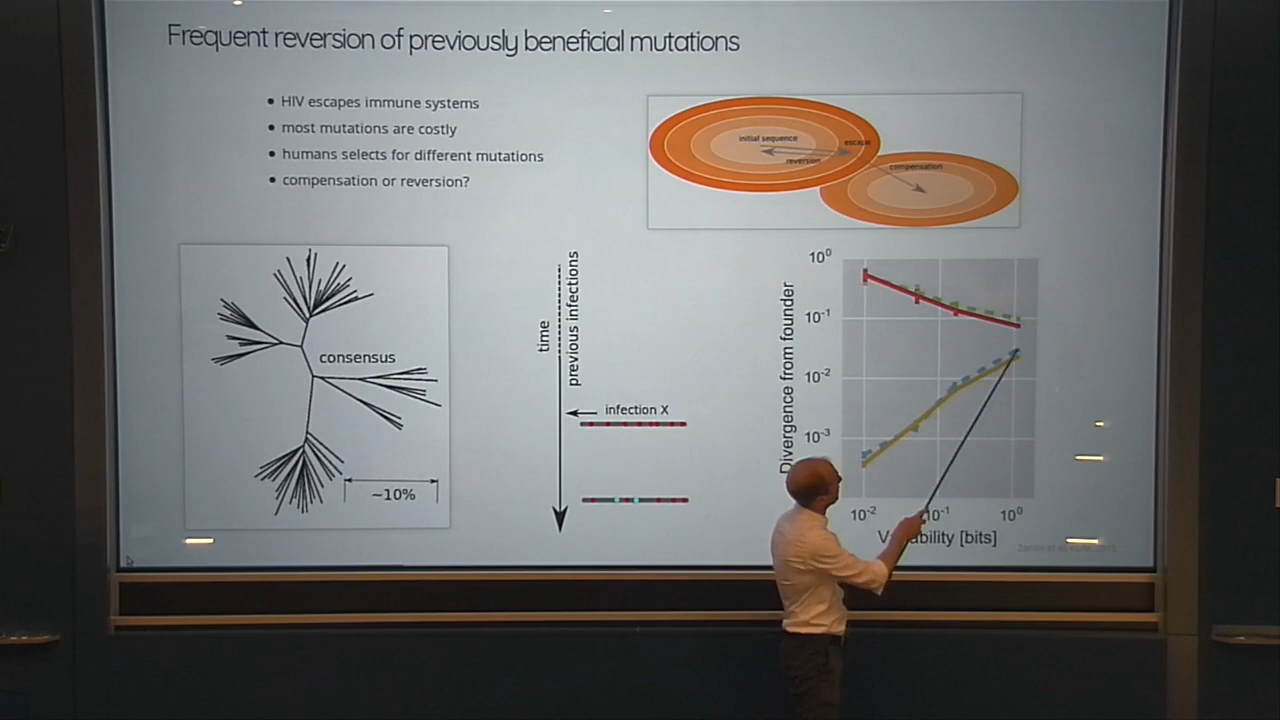 Frequent reversion of previously beneficial mutations
• HIV escapes immune systems
• most mutations are costly
• humans selects for different mutations
• compensation or reversion?
initial sequence
escape
reversion
compensation
consensus
~10%
time
previous infections
infection X
Divergence from founder
10⁰
10⁻¹
10⁻²
10⁻³
10⁻² 10⁻¹ 10⁰
[bits]